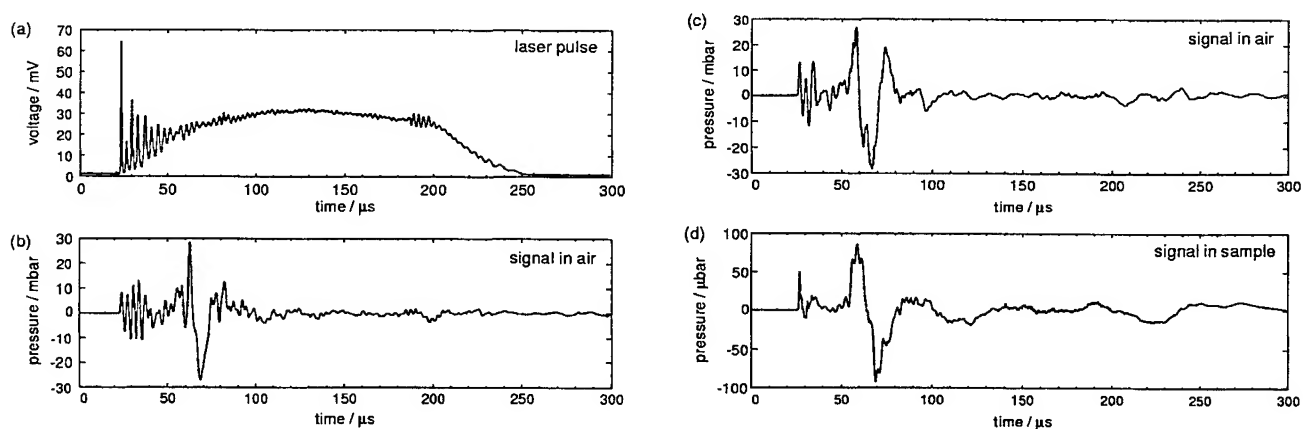 (a)
laser pulse
voltage / mV
70
60
50
40
30
20
10
0
0 50 100 150 200 250 300
time / μs
(b)
signal in air
pressure / mbar
30
20
10
0
-10
-20
-30
0 50 100 150 200 250 300
time / μs
(c)
signal in air
pressure / mbar
30
20
10
0
-10
-20
-30
0 50 100 150 200 250 300
time / μs
(d)
signal in sample
pressure / μbar
100
50
0
-50
-100
0 50 100 150 200 250 300
time / μs